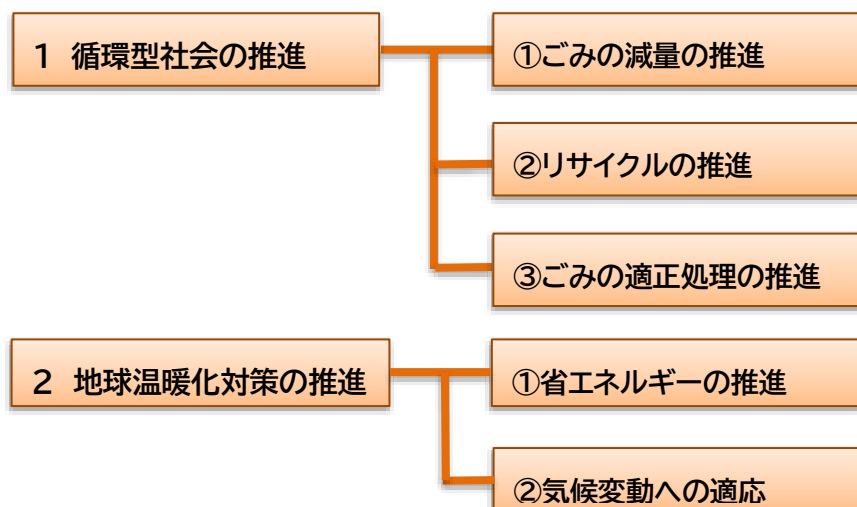 1 循環型社会の推進
①ごみの減量の推進
②リサイクルの推進
③ごみの適正処理の推進
2 地球温暖化対策の推進
①省エネルギーの推進
②気候変動への適応